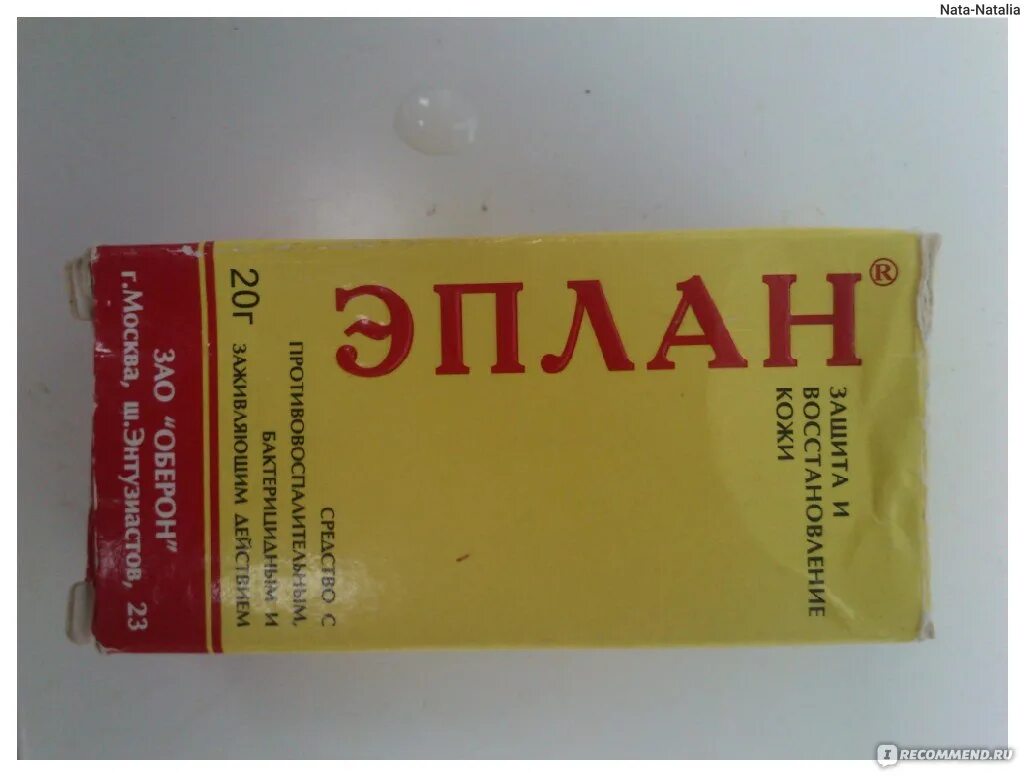 Nata-Natalia
ЭПЛАН®
ЗАЩИТА И
ВОССТАНОВЛЕНИЕ
КОЖИ
СРЕДСТВО С
ПРОТИВОВОСПАЛИТЕЛЬНЫМ,
БАКТЕРИЦИДНЫМ И
ЗАЖИВЛЯЮЩИМ ДЕЙСТВИЕМ
20г
ЗАО "ОБЕРОН"
г.Москва, ш.Энтузиастов, 23
IRECOMMEND.RU